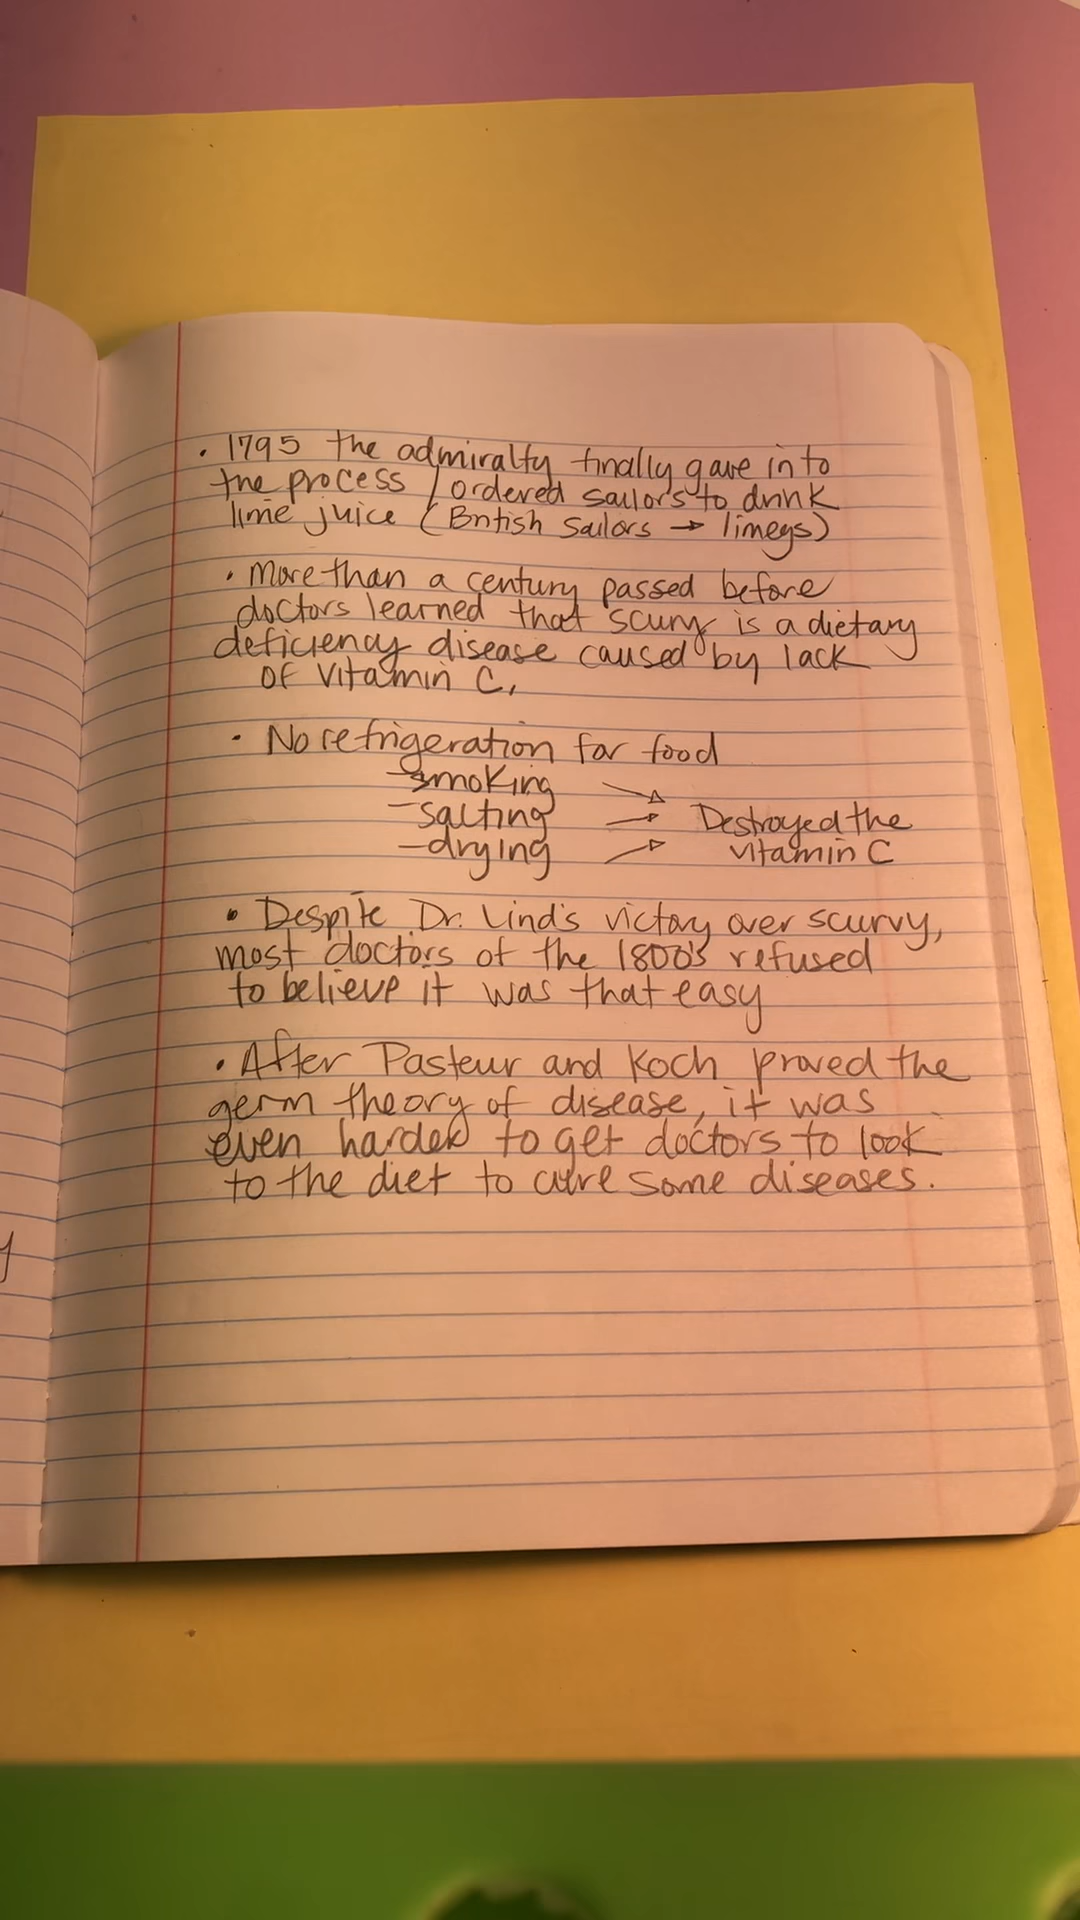 • 1795 the admiralty finally gave in to
the process / ordered sailors to drink
lime juice (British sailors → limeys)
• More than a century passed before
doctors learned that scurvy is a dietary
deficiency disease caused by lack
of Vitamin C.
• No refrigeration for food
- smoking
- salting → Destroyed the
- drying vitamin C
• Despite Dr. Lind's victory over scurvy,
most doctors of the 1800's refused
to believe it was that easy
• After Pasteur and Koch proved the
germ theory of disease, it was
even harder to get doctors to look
to the diet to cure some diseases.